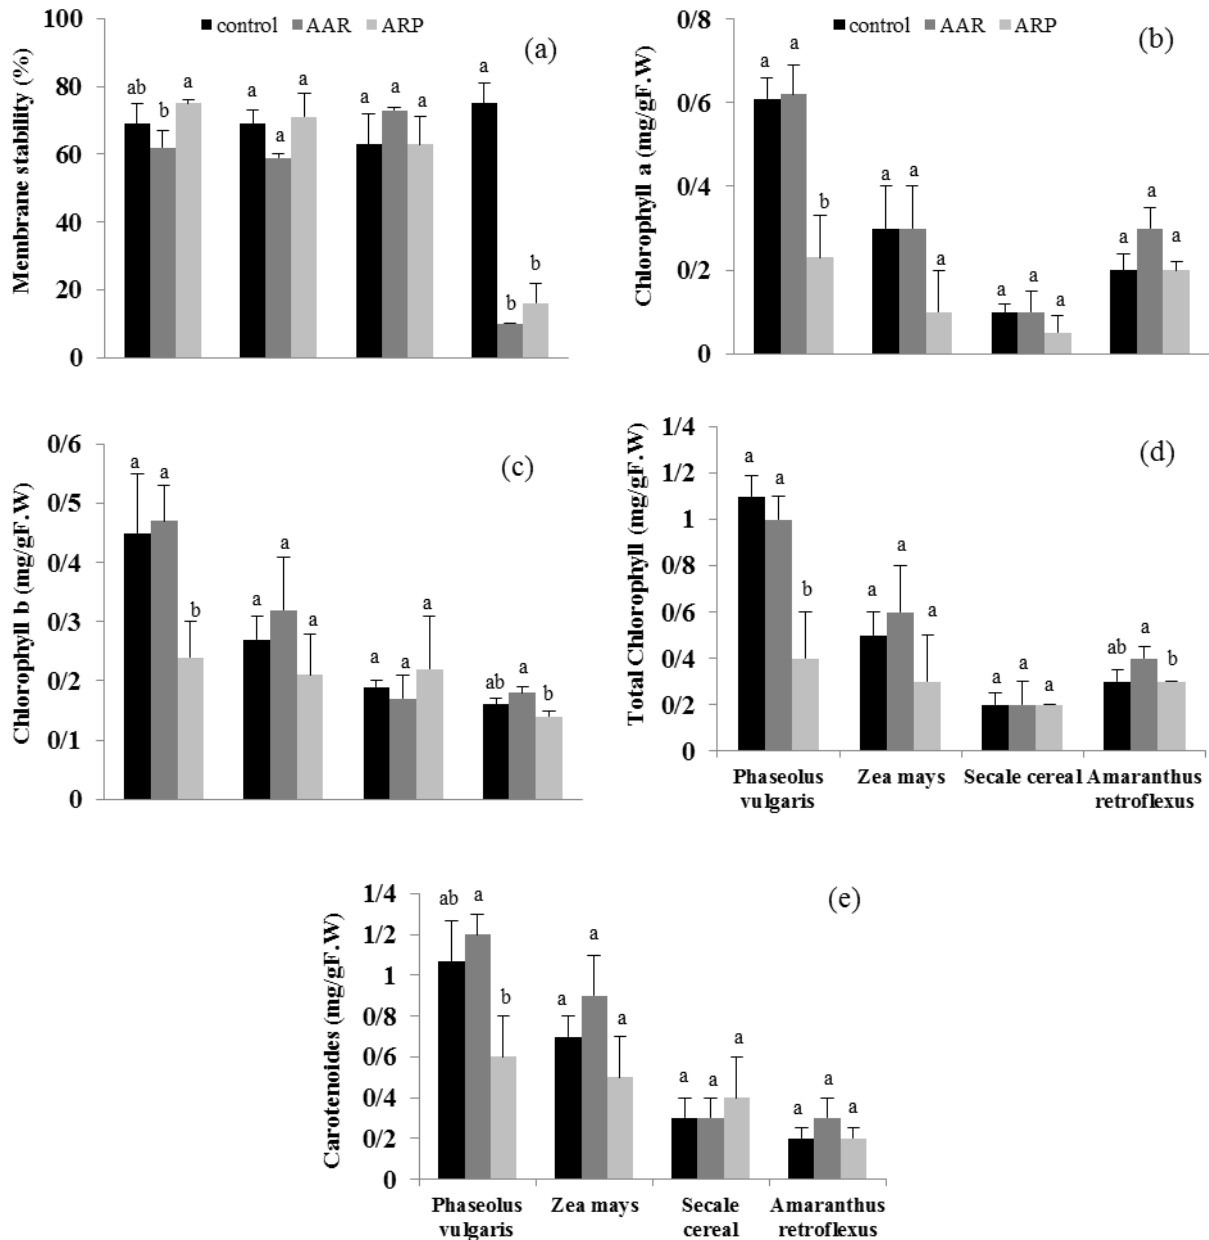 control AAR ARP
(a)
Membrane stability (%)
100
80
60
40
20
0
ab b a
a a a
a a a
a b b
control AAR ARP
(b)
Chlorophyll a (mg/gF.W)
0/8
0/6
0/4
0/2
0
a a b
a a a
a a a
a a a
(c)
Chlorophyll b (mg/gF.W)
0/6
0/5
0/4
0/3
0/2
0/1
0
a a b
a a a
a a a
ab a b
(d)
Total Chlorophyll (mg/gF.W)
1/4
1/2
1
0/8
0/6
0/4
0/2
0
a a b
a a a
a a a
ab a b
Phaseolus
vulgaris
Zea mays
Secale cereal
Amaranthus
retroflexus
(e)
Carotenoides (mg/gF.W)
1/4
1/2
1
0/8
0/6
0/4
0/2
0
ab a b
a a a
a a a
a a a
Phaseolus
vulgaris
Zea mays
Secale
cereal
Amaranthus
retroflexus